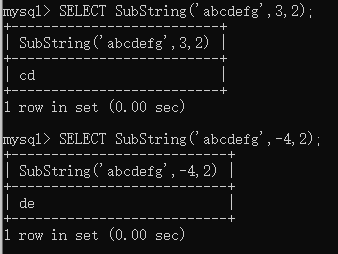 mysql> SELECT SubString('abcdefg',3,2);
+--------------------------+
| SubString('abcdefg',3,2) |
+--------------------------+
| cd                       |
+--------------------------+
1 row in set (0.00 sec)
mysql> SELECT SubString('abcdefg',-4,2);
+---------------------------+
| SubString('abcdefg',-4,2) |
+---------------------------+
| de                        |
+---------------------------+
1 row in set (0.00 sec)